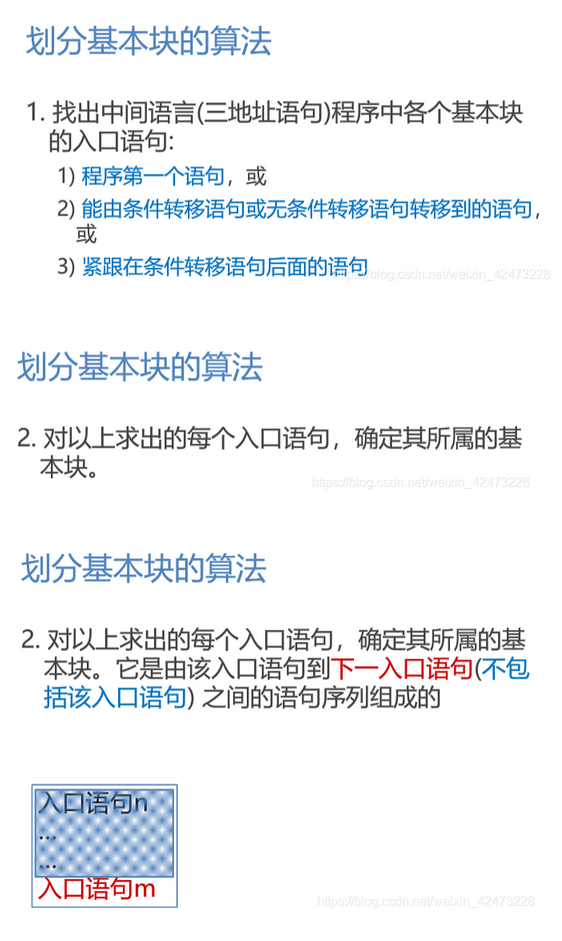 划分基本块的算法
1. 找出中间语言(三地址语句)程序中各个基本块
的入口语句:
1) 程序第一个语句，或
2) 能由条件转移语句或无条件转移语句转移到的语句，
或
3) 紧跟在条件转移语句后面的语句
https://blog.csdn.net/weixin_42473228
划分基本块的算法
2. 对以上求出的每个入口语句，确定其所属的基
本块。
https://blog.csdn.net/weixin_42473228
划分基本块的算法
2. 对以上求出的每个入口语句，确定其所属的基
本块。它是由该入口语句到下一入口语句(不包
括该入口语句) 之间的语句序列组成的
入口语句n
...
...
入口语句m
https://blog.csdn.net/weixin_42473228